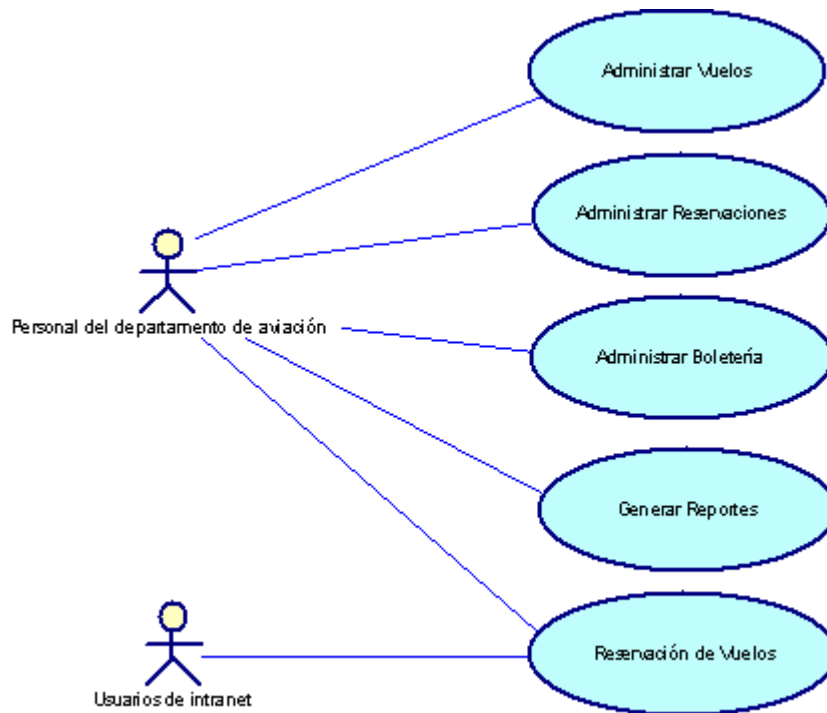 Administrar Vuelos
Administrar Reservaciones
Personal del departamento de aviación
Administrar Boletería
Generar Reportes
Reservación de Vuelos
Usuarios de intranet